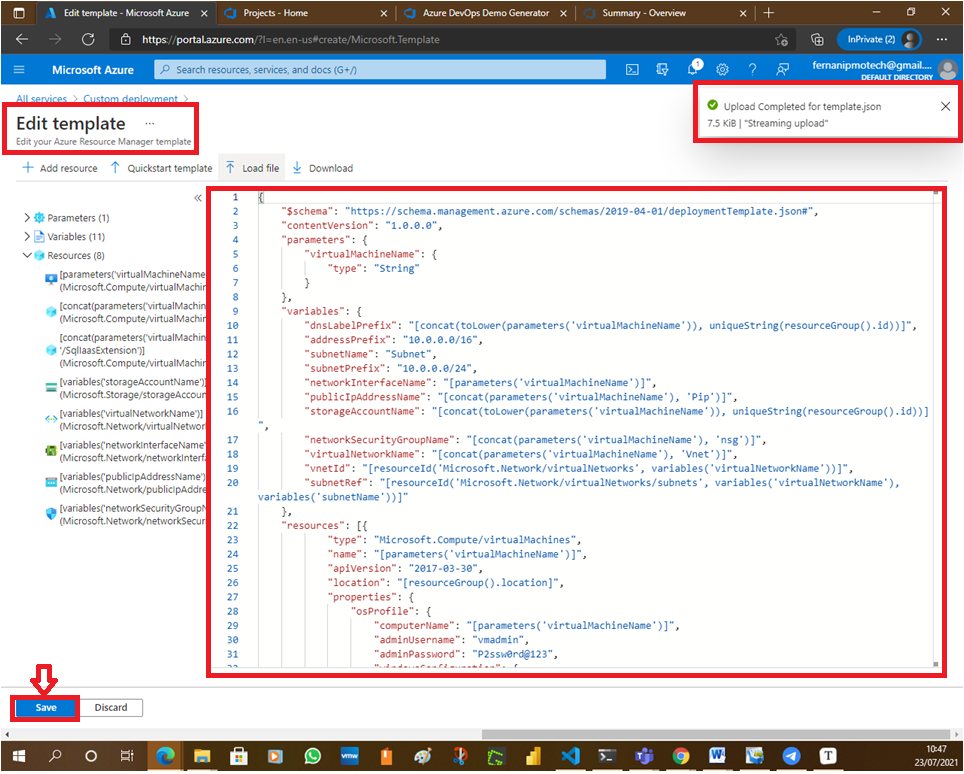 Edit template - Microsoft Azure
Projects - Home
Azure DevOps Demo Generator
Summary - Overview
https://portal.azure.com/?l=en.en-us#create/Microsoft.Template
InPrivate (2)
Microsoft Azure
Search resources, services, and docs (G+/)
1
fernanipmotech@gmail....
DEFAULT DIRECTORY
All services > Custom deployment >
Edit template ...
Edit your Azure Resource Manager template
Upload Completed for template.json
7.5 KiB | "Streaming upload"
Add resource
Quickstart template
Load file
Download
Parameters (1)
Variables (11)
Resources (8)
[parameters('virtualMachineName
(Microsoft.Compute/virtualMachin
[concat(parameters('virtualMachin
(Microsoft.Compute/virtualMachin
[concat(parameters('virtualMachin
'/SqlIaasExtension')]
(Microsoft.Compute/virtualMachin
[variables('storageAccountName')]
(Microsoft.Storage/storageAccoun
[variables('virtualNetworkName')]
(Microsoft.Network/virtualNetwor
[variables('networkInterfaceName'
(Microsoft.Network/networkInterfa
[variables('publicIpAddressName')
(Microsoft.Network/publicIpAddre
[variables('networkSecurityGroupN
(Microsoft.Network/networkSecuri
1 {
2 "$schema": "https://schema.management.azure.com/schemas/2019-04-01/deploymentTemplate.json#",
3 "contentVersion": "1.0.0.0",
4 "parameters": {
5 "virtualMachineName": {
6 "type": "String"
7 }
8 },
9 "variables": {
10 "dnsLabelPrefix": "[concat(toLower(parameters('virtualMachineName')), uniqueString(resourceGroup().id))]",
11 "addressPrefix": "10.0.0.0/16",
12 "subnetName": "Subnet",
13 "subnetPrefix": "10.0.0.0/24",
14 "networkInterfaceName": "[parameters('virtualMachineName')]",
15 "publicIpAddressName": "[concat(parameters('virtualMachineName'), 'Pip')]",
16 "storageAccountName": "[concat(toLower(parameters('virtualMachineName')), uniqueString(resourceGroup().id))]
",
17 "networkSecurityGroupName": "[concat(parameters('virtualMachineName'), 'nsg')]",
18 "virtualNetworkName": "[concat(parameters('virtualMachineName'), 'Vnet')]",
19 "vnetId": "[resourceId('Microsoft.Network/virtualNetworks', variables('virtualNetworkName'))]",
20 "subnetRef": "[resourceId('Microsoft.Network/virtualNetworks/subnets', variables('virtualNetworkName'),
variables('subnetName'))]"
21 },
22 "resources": [{
23 "type": "Microsoft.Compute/virtualMachines",
24 "name": "[parameters('virtualMachineName')]",
25 "apiVersion": "2017-03-30",
26 "location": "[resourceGroup().location]",
27 "properties": {
28 "osProfile": {
29 "computerName": "[parameters('virtualMachineName')]",
30 "adminUsername": "vmadmin",
31 "adminPassword": "P2ssw0rd@123",
Save
Discard
vmw
10:47
23/07/2021